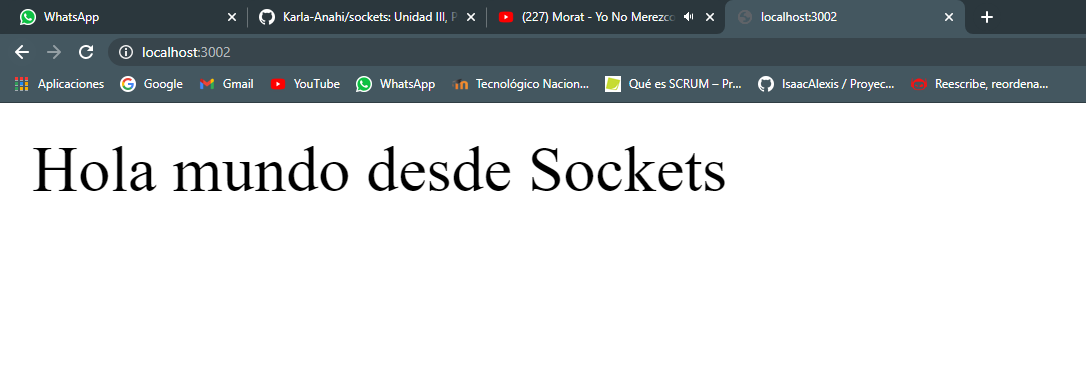 WhatsApp
Karla-Anahi/sockets: Unidad III, P
(227) Morat - Yo No Merezco
localhost:3002
localhost:3002
Aplicaciones Google Gmail YouTube WhatsApp Tecnológico Nacion... Qué es SCRUM – Pr... IsaacAlexis / Proyec... Reescribe, reordena...
Hola mundo desde Sockets